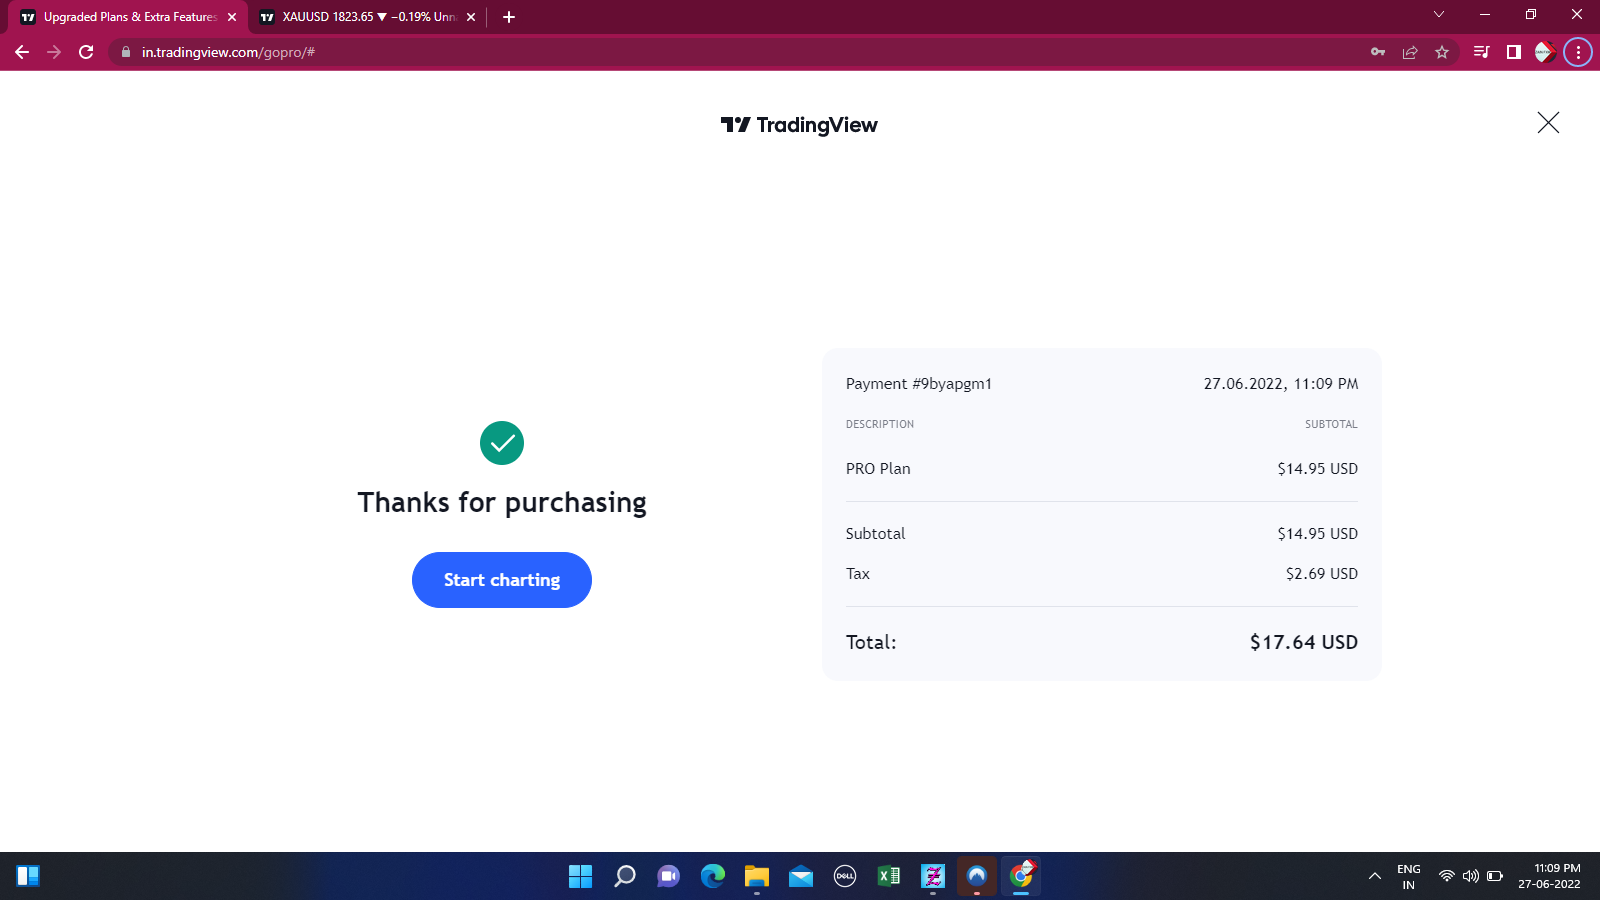 Upgraded Plans & Extra Features
XAUUSD 1823.65 ▼ −0.19% Unn
in.tradingview.com/gopro/#
TradingView
Thanks for purchasing
Start charting
Payment #9byapgm1 27.06.2022, 11:09 PM
DESCRIPTION SUBTOTAL
PRO Plan $14.95 USD
Subtotal $14.95 USD
Tax $2.69 USD
Total: $17.64 USD
DELL
ENG
IN
11:09 PM
27-06-2022